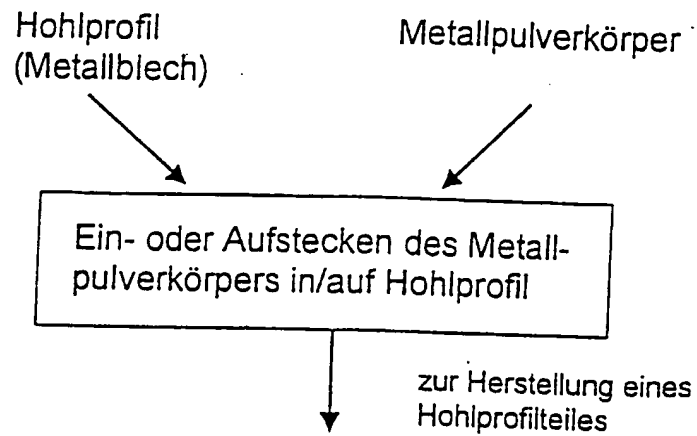 Hohlprofil
(Metallblech)
Metallpulverkörper
Ein- oder Aufstecken des Metall-
pulverkörpers in/auf Hohlprofil
zur Herstellung eines
Hohlprofilteiles